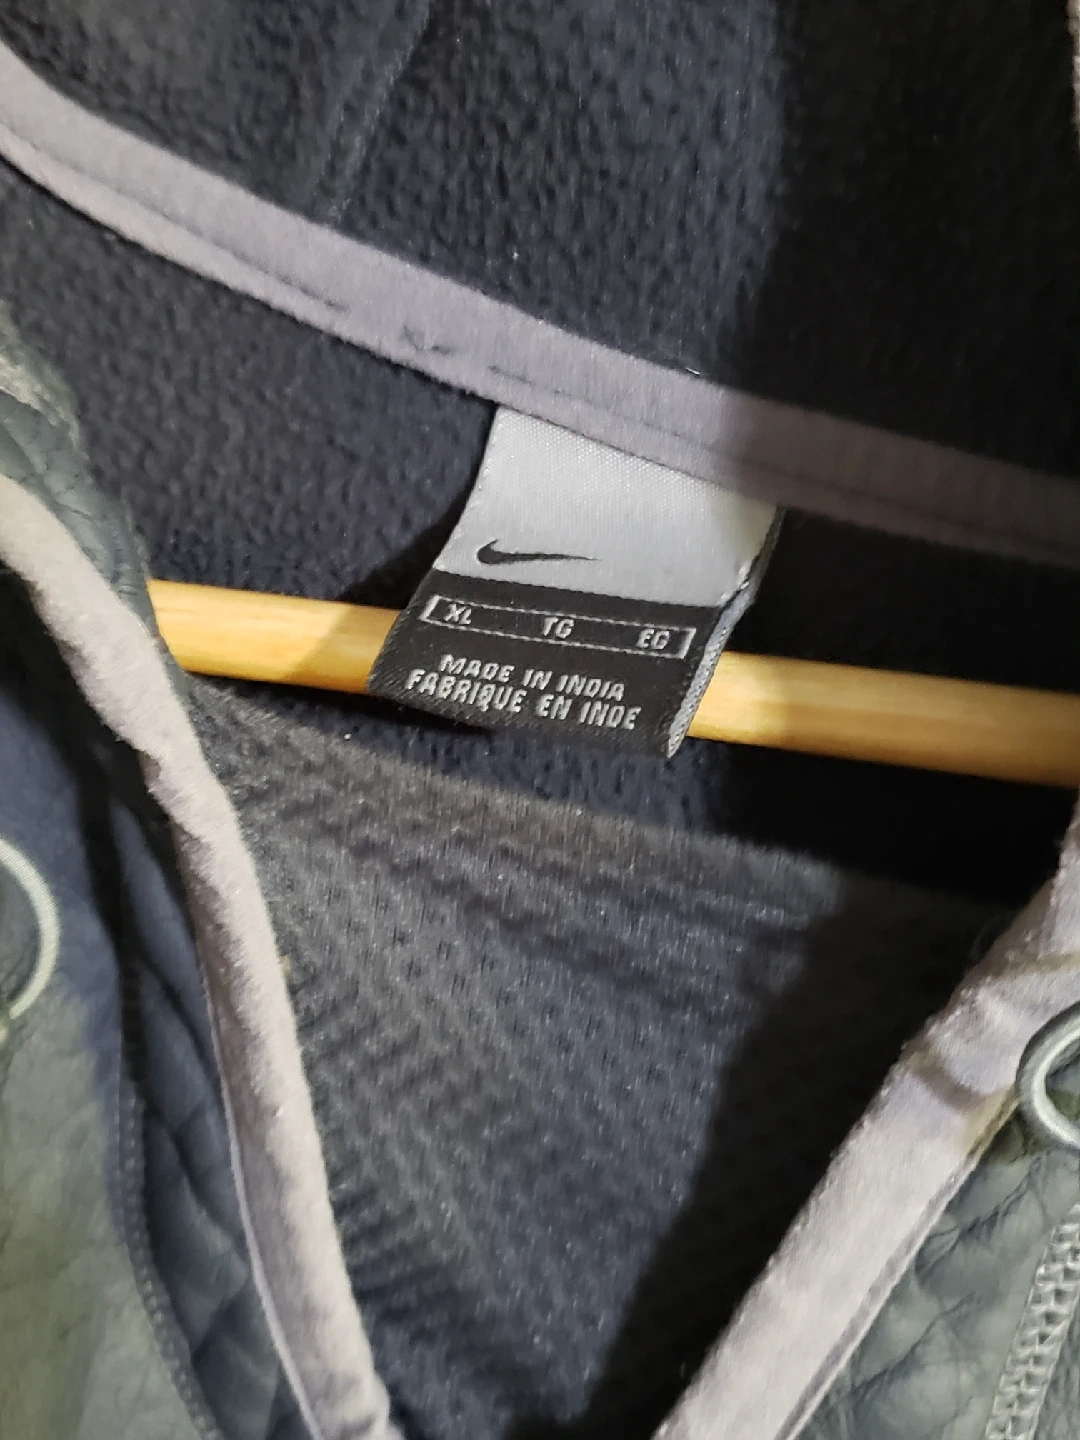 XL TG EG
MADE IN INDIA
FABRIQUE EN INDE